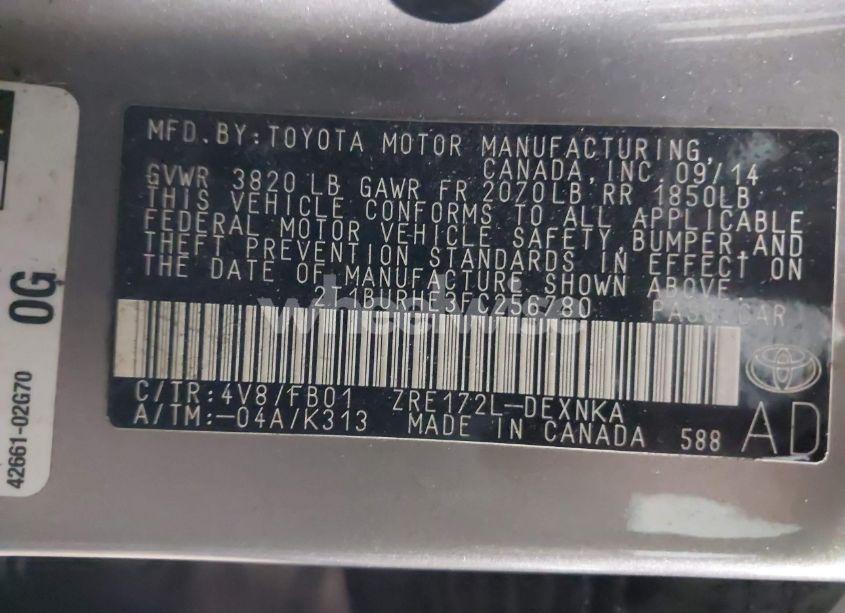 MFD.BY:TOYOTA MOTOR MANUFACTURING,
CANADA, INC. 09/14
GVWR 3820 LB GAWR FR 2070LB RR 1850LB
THIS VEHICLE CONFORMS TO ALL APPLICABLE
FEDERAL MOTOR VEHICLE SAFETY,BUMPER,AND
THEFT PREVENTION STANDARDS IN EFFECT ON
THE DATE OF MANUFACTURE SHOWN ABOVE.
PASS. CAR
C/TR:4V8/FB01 ZRE172L-DEXNKA
A/TM:-04A/K313 MADE IN CANADA 588
AD
0G
42661-02G70